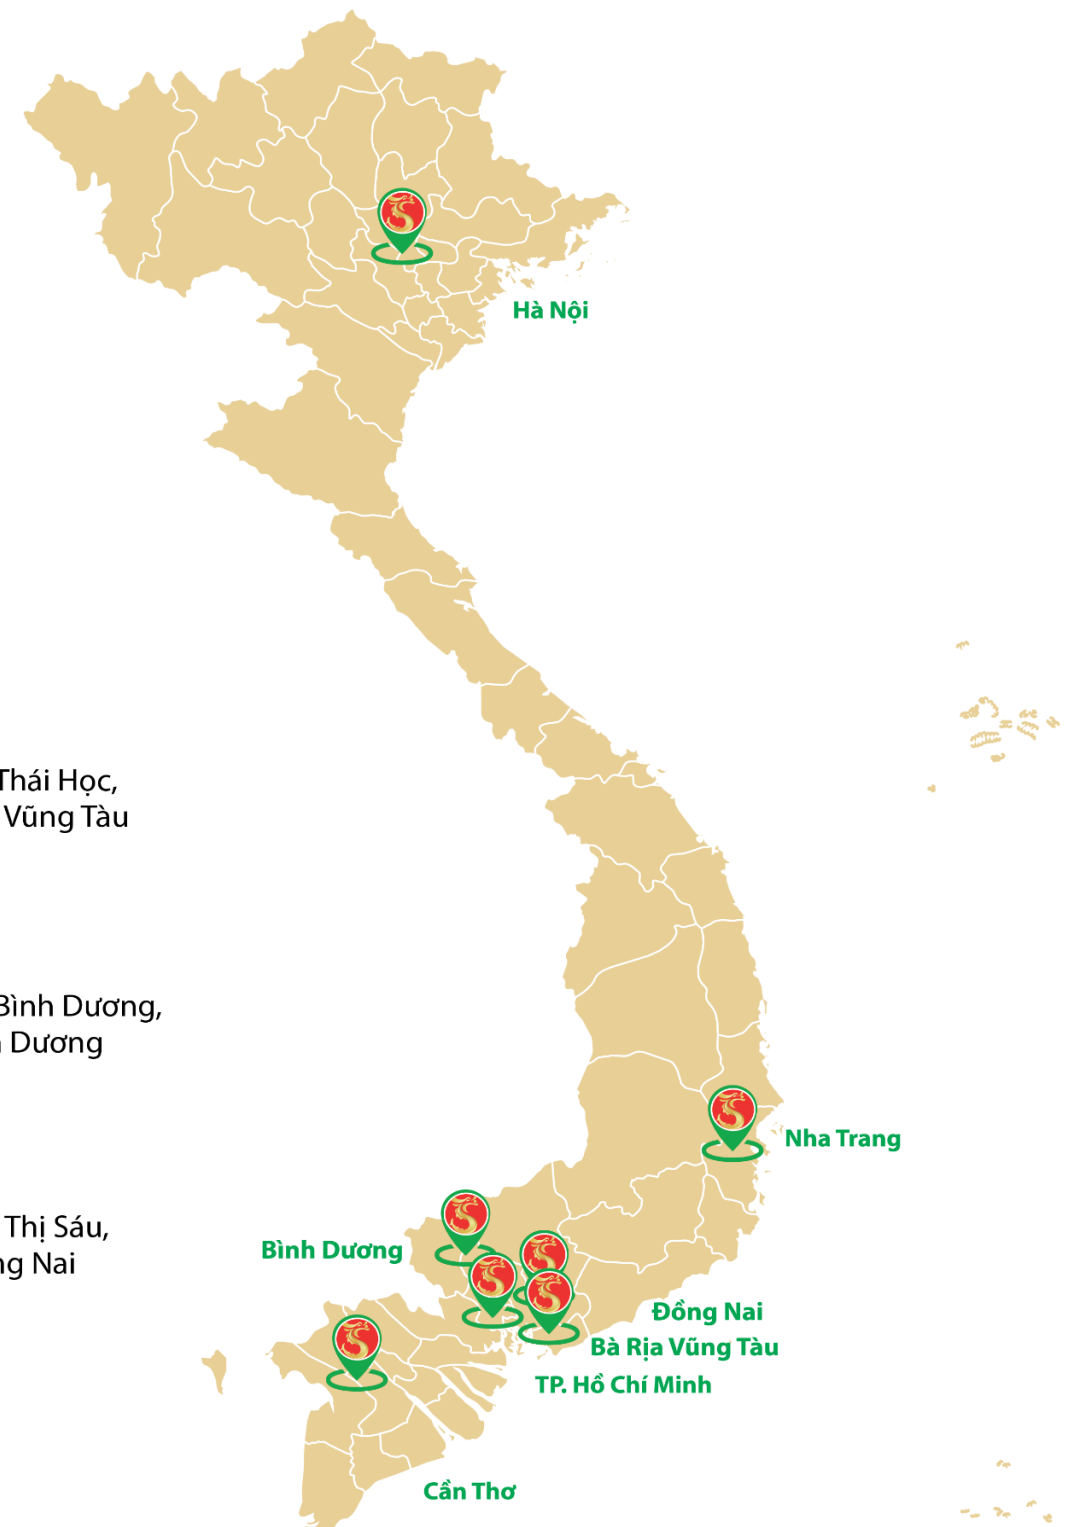 Hà Nội
Thái Học,
Vũng Tàu
Bình Dương,
Dương
Nha Trang
Thị Sáu,
Nai
Bình Dương
Đồng Nai
Bà Rịa Vũng Tàu
TP. Hồ Chí Minh
Cần Thơ